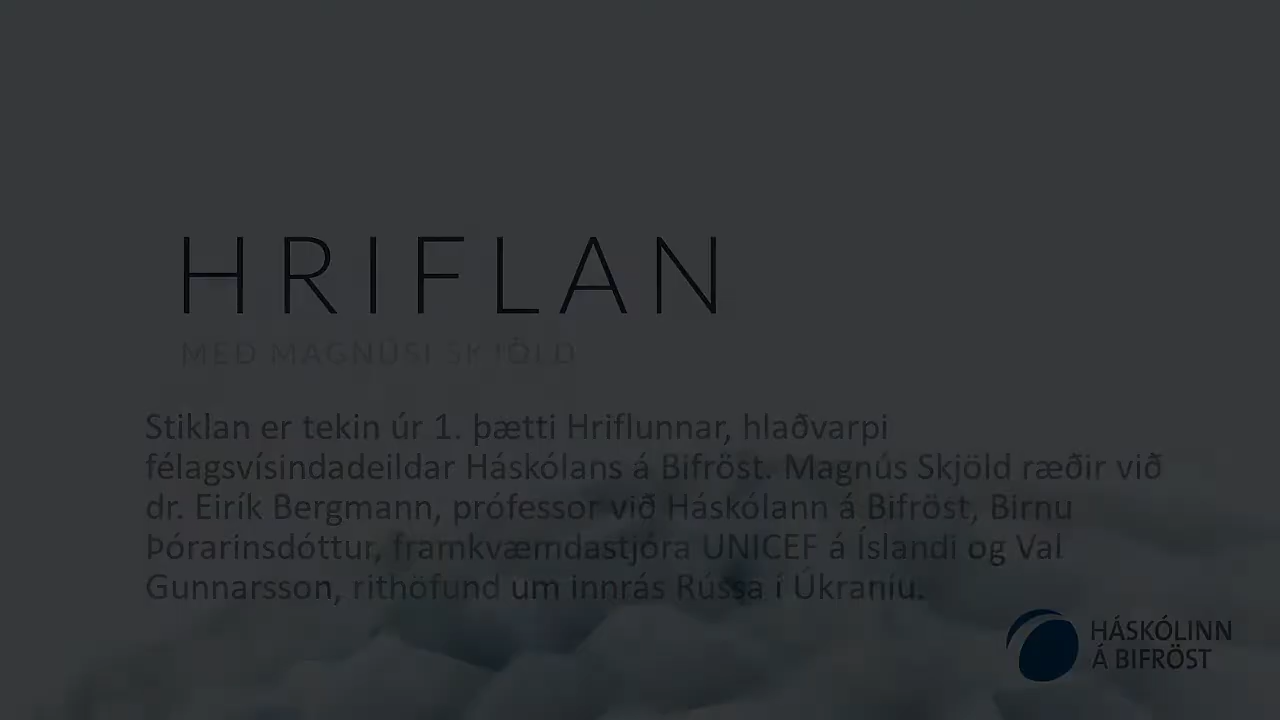 HRIFLAN
MEÐ MAGNÚSI SKJÖLD
Stiklan er tekin úr 1. þætti Hriflunnar, hlaðvarpi
félagsvísindadeildar Háskólans á Bifröst. Magnús Skjöld ræðir við
dr. Eirík Bergmann, prófessor við Háskólann á Bifröst, Birnu
Þórarinsdóttur, framkvæmdastjóra UNICEF á Íslandi og Val
Gunnarsson, rithöfund um innrás Rússa í Úkraníu.
HÁSKÓLINN
Á BIFRÖST